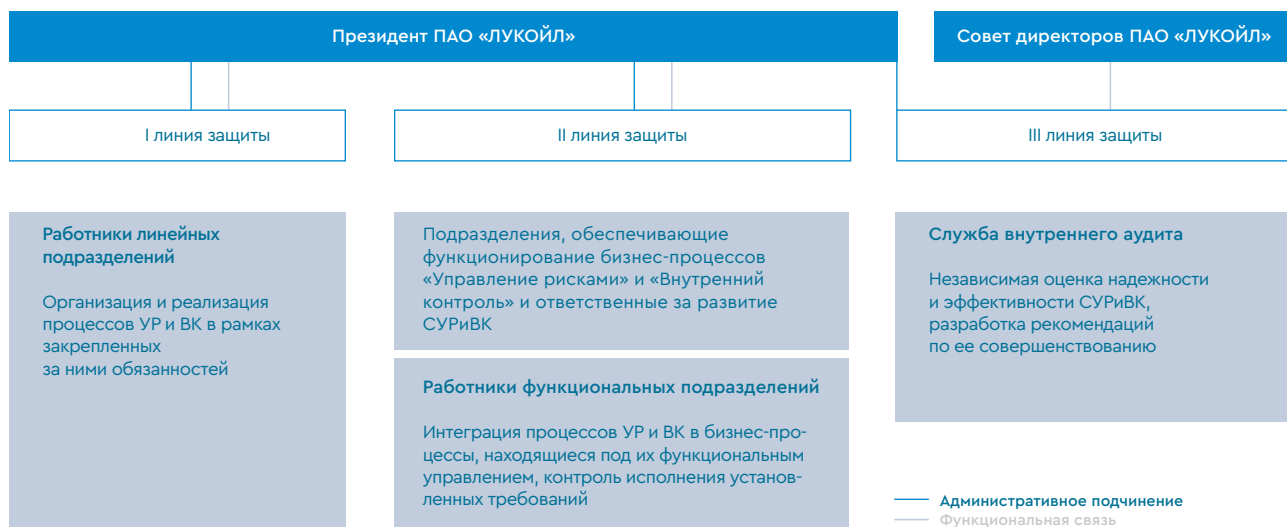 Президент ПАО «ЛУКОЙЛ»
Совет директоров ПАО «ЛУКОЙЛ»
I линия защиты
II линия защиты
III линия защиты
Работники линейных
подразделений
Организация и реализация
процессов УР и ВК в рамках
закрепленных
за ними обязанностей
Подразделения, обеспечивающие
функционирование бизнес-процессов
«Управление рисками» и «Внутренний
контроль» и ответственные за развитие
СУРиВК
Работники функциональных подразделений
Интеграция процессов УР и ВК в бизнес-про-
цессы, находящиеся под их функциональным
управлением, контроль исполнения установ-
ленных требований
Служба внутреннего аудита
Независимая оценка надежности
и эффективности СУРиВК,
разработка рекомендаций
по ее совершенствованию
Административное подчинение
Функциональная связь